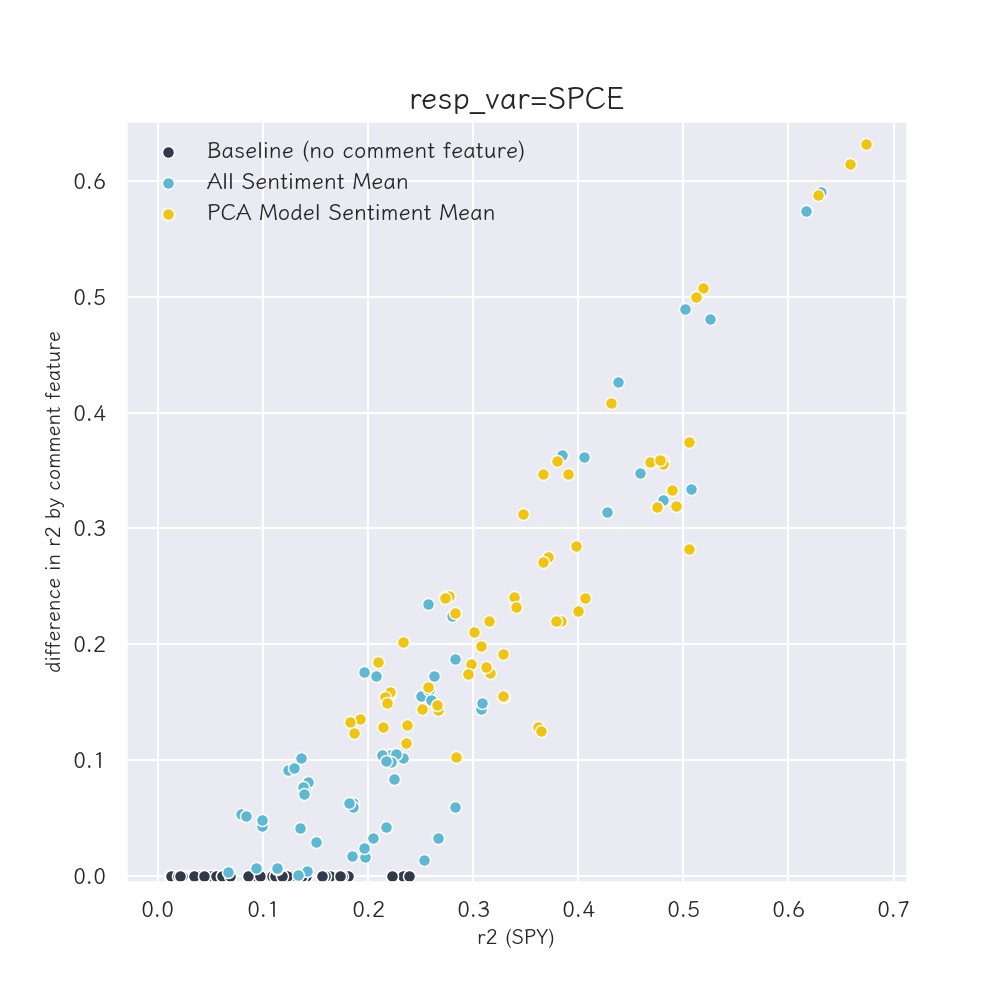 resp_var=SPCE
Baseline (no comment feature)
All Sentiment Mean
PCA Model Sentiment Mean
difference in r2 by comment feature
0.6
0.5
0.4
0.3
0.2
0.1
0.0
0.0 0.1 0.2 0.3 0.4 0.5 0.6 0.7
r2 (SPY)